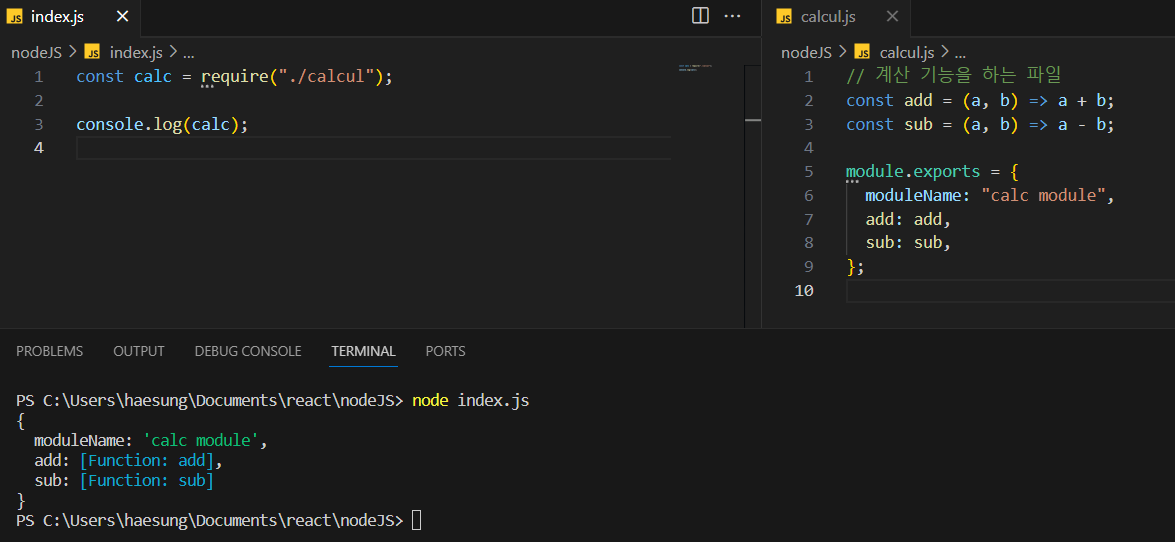 JS index.js ×
nodeJS > JS index.js > ...
1 const calc = require("./calcul");
2
3 console.log(calc);
4
JS calcul.js ×
nodeJS > JS calcul.js > ...
1 // 계산 기능을 하는 파일
2 const add = (a, b) => a + b;
3 const sub = (a, b) => a - b;
4
5 module.exports = {
6 moduleName: "calc module",
7 add: add,
8 sub: sub,
9 };
10
PROBLEMS OUTPUT DEBUG CONSOLE TERMINAL PORTS
PS C:\Users\haesung\Documents\react\nodeJS> node index.js
{
moduleName: 'calc module',
add: [Function: add],
sub: [Function: sub]
}
PS C:\Users\haesung\Documents\react\nodeJS>